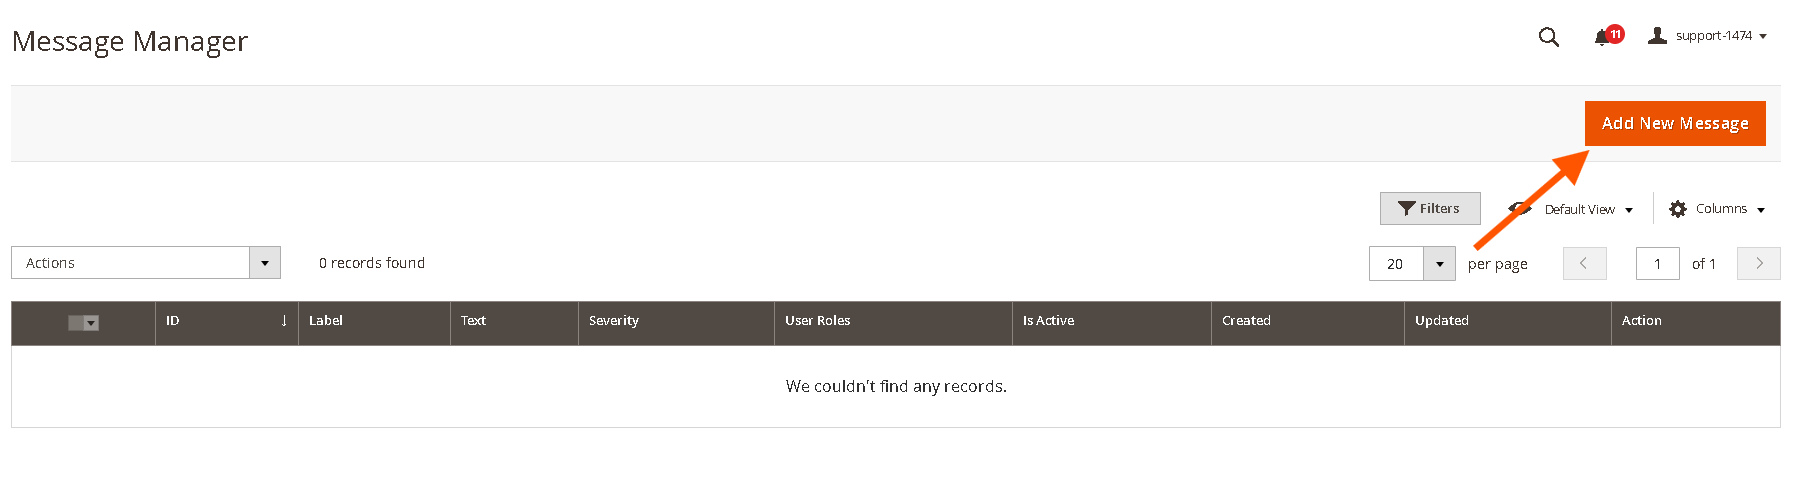 Message Manager
11
support-1474
Add New Message
Filters
Default View
Columns
Actions
0 records found
20
per page
1
of 1
ID
Label
Text
Severity
User Roles
Is Active
Created
Updated
Action
We couldn't find any records.